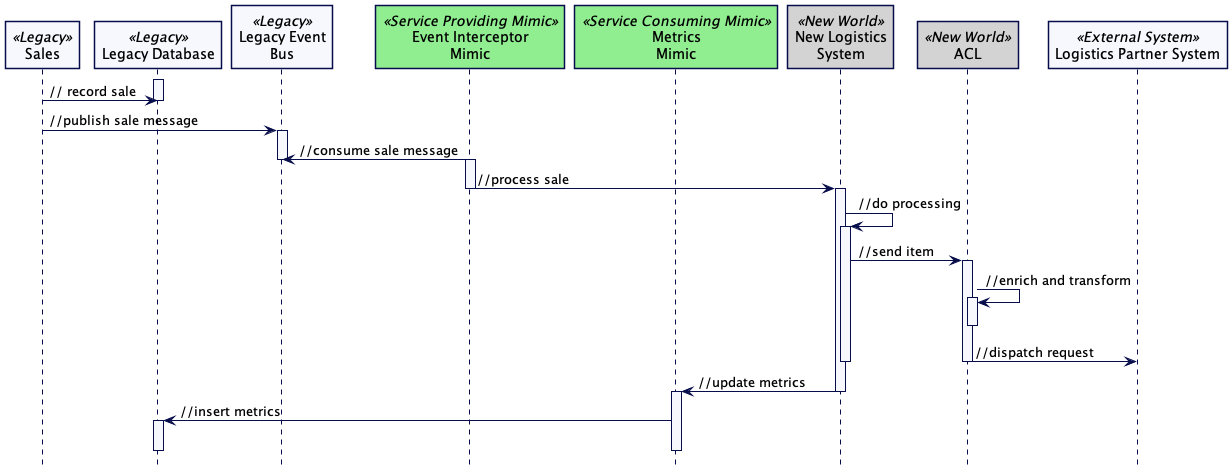 «Legacy»
Sales
«Legacy»
Legacy Database
«Legacy»
Legacy Event
Bus
«Service Providing Mimic»
Event Interceptor
Mimic
«Service Consuming Mimic»
Metrics
Mimic
«New World»
New Logistics
System
«New World»
ACL
«External System»
Logistics Partner System
// record sale
//publish sale message
//consume sale message
//process sale
//do processing
//send item
//enrich and transform
//dispatch request
//update metrics
//insert metrics